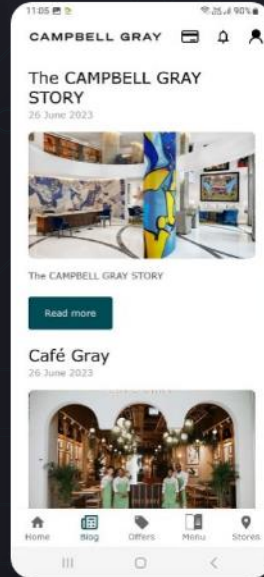 11:05
90%
CAMPBELL GRAY
The CAMPBELL GRAY
STORY
26 June 2023
The CAMPBELL GRAY STORY
Read more
Café Gray
26 June 2023
Home Blog Offers Menu Stores